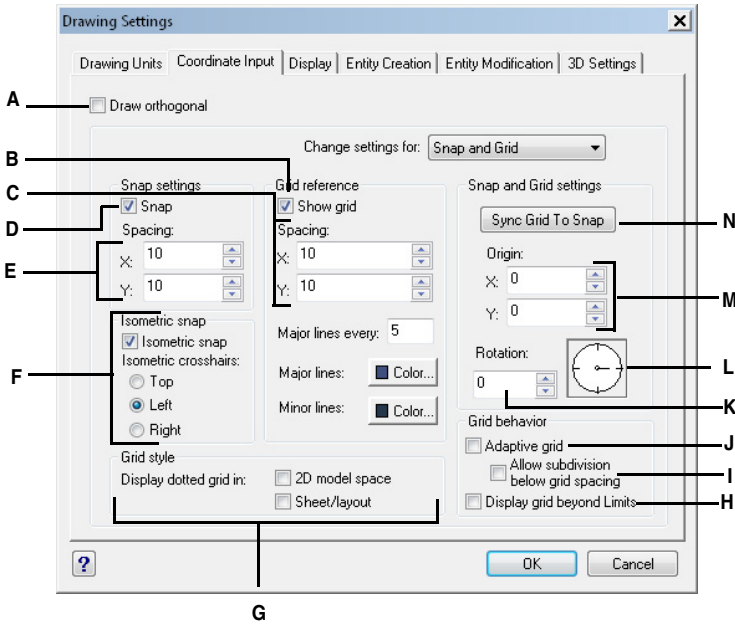 Drawing Settings
Drawing Units Coordinate Input Display Entity Creation Entity Modification 3D Settings
A Draw orthogonal
Change settings for: Snap and Grid
B
C
Snap settings Grid reference Snap and Grid settings
D Snap Show grid Sync Grid To Snap N
Spacing: Spacing: Origin:
E X: 10 X: 10 X: 0
Y: 10 Y: 10 Y: 0 M
Isometric snap
Isometric snap Major lines every: 5
Isometric crosshairs: Rotation:
F Top Major lines: Color... 0 L
Left Minor lines: Color... K
Right Grid behavior
Adaptive grid J
Grid style Allow subdivision
Display dotted grid in: 2D model space below grid spacing I
Sheet/layout Display grid beyond Limits H
? OK Cancel
G